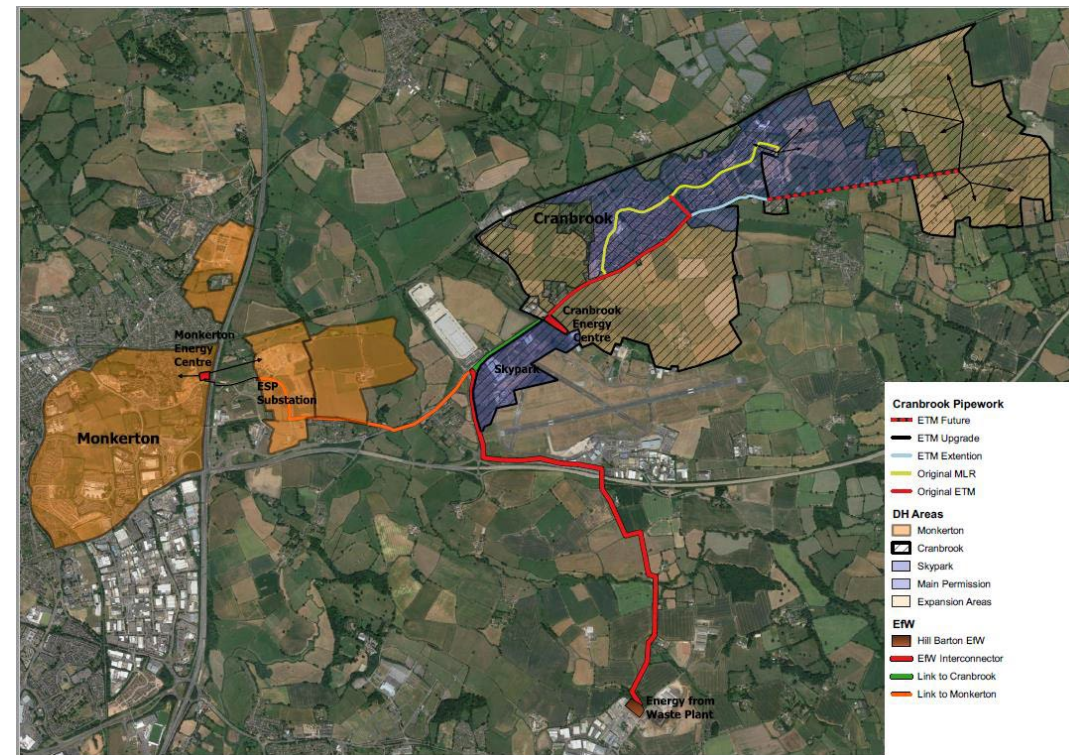 Cranbrook
Cranbrook
Energy
Centre
Skypark
Monkerton
Energy
Centre
ESP
Substation
Monkerton
Energy from
Waste Plant
Cranbrook Pipework
ETM Future
ETM Upgrade
ETM Extention
Original MLR
Original ETM
DH Areas
Monkerton
Cranbrook
Skypark
Main Permission
Expansion Areas
EfW
Hill Barton EfW
EfW Interconnector
Link to Cranbrook
Link to Monkerton